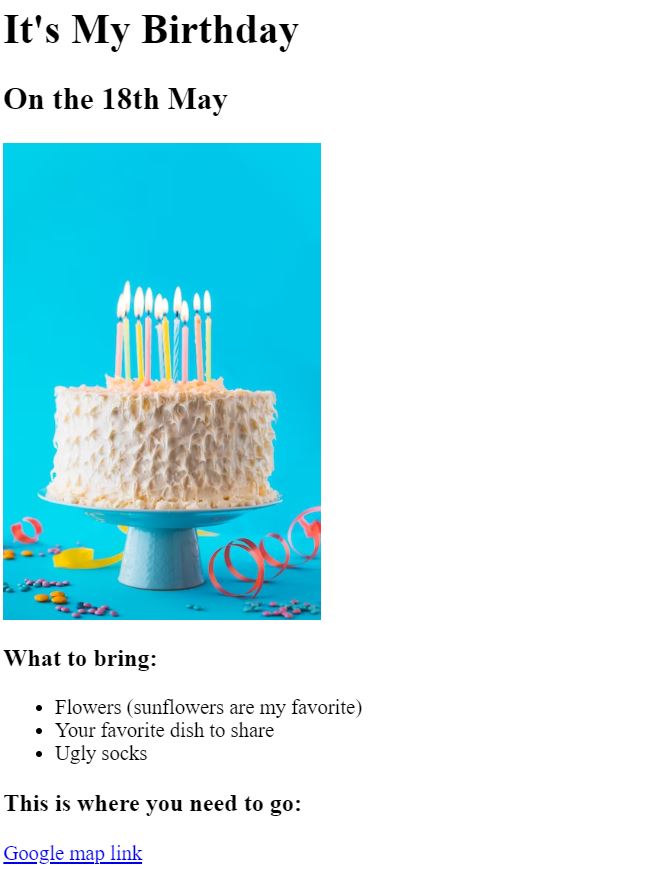 It's My Birthday
On the 18th May
What to bring:
Flowers (sunflowers are my favorite)
Your favorite dish to share
Ugly socks
This is where you need to go:
Google map link